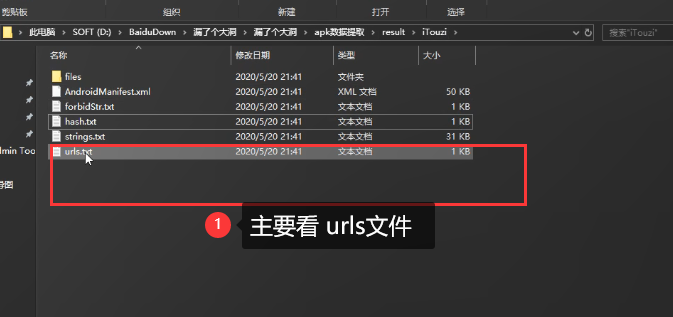 剪贴板 组织 新建 打开 选择
此电脑 > SOFT (D:) > BaiduDown > 漏了个大洞 > 漏了个大洞 > apk数据提取 > result > iTouzi 搜索"iTouzi"
名称 修改日期 类型 大小
files 2020/5/20 21:41 文件夹
AndroidManifest.xml 2020/5/20 21:41 XML 文档 50 KB
forbidStr.txt 2020/5/20 21:41 文本文档 1 KB
hash.txt 2020/5/20 21:41 文本文档 1 KB
strings.txt 2020/5/20 21:41 文本文档 31 KB
dmin Too
urls.txt 2020/5/20 21:41 文本文档 1 KB
导图
1 主要看 urls文件